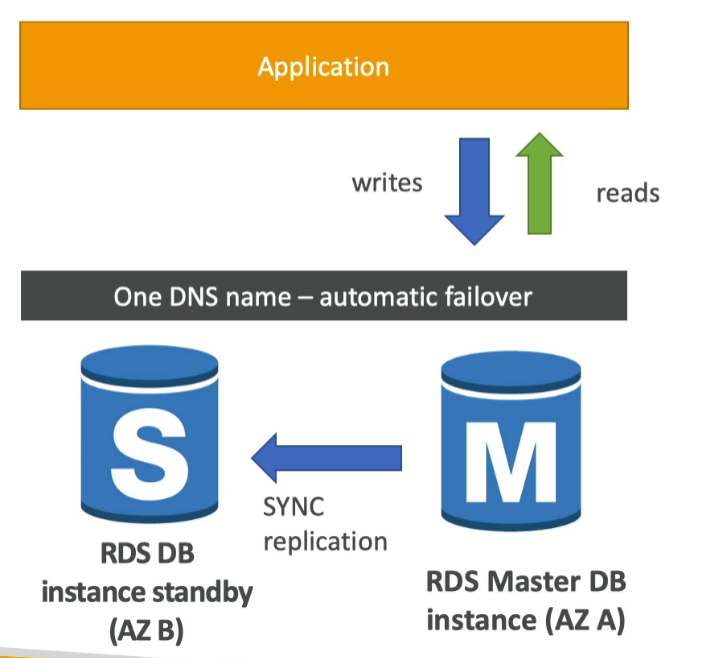 Application
writes
reads
One DNS name – automatic failover
S
M
SYNC
replication
RDS DB
instance standby
(AZ B)
RDS Master DB
instance (AZ A)